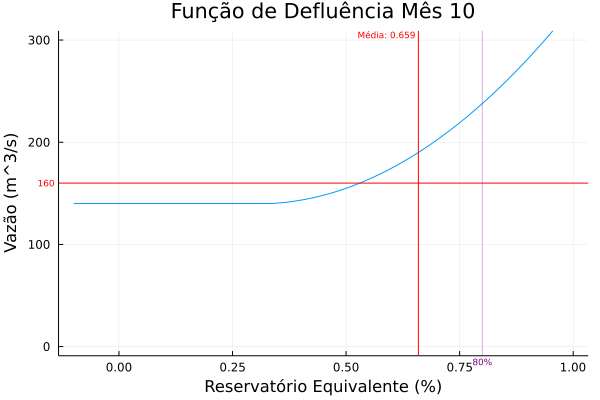 Função de Defluência Mês 10
300
Média: 0.659
200
160
100
0
Vazão (m^3/s)
0.00
0.25
0.50
0.75
80%
1.00
Reservatório Equivalente (%)